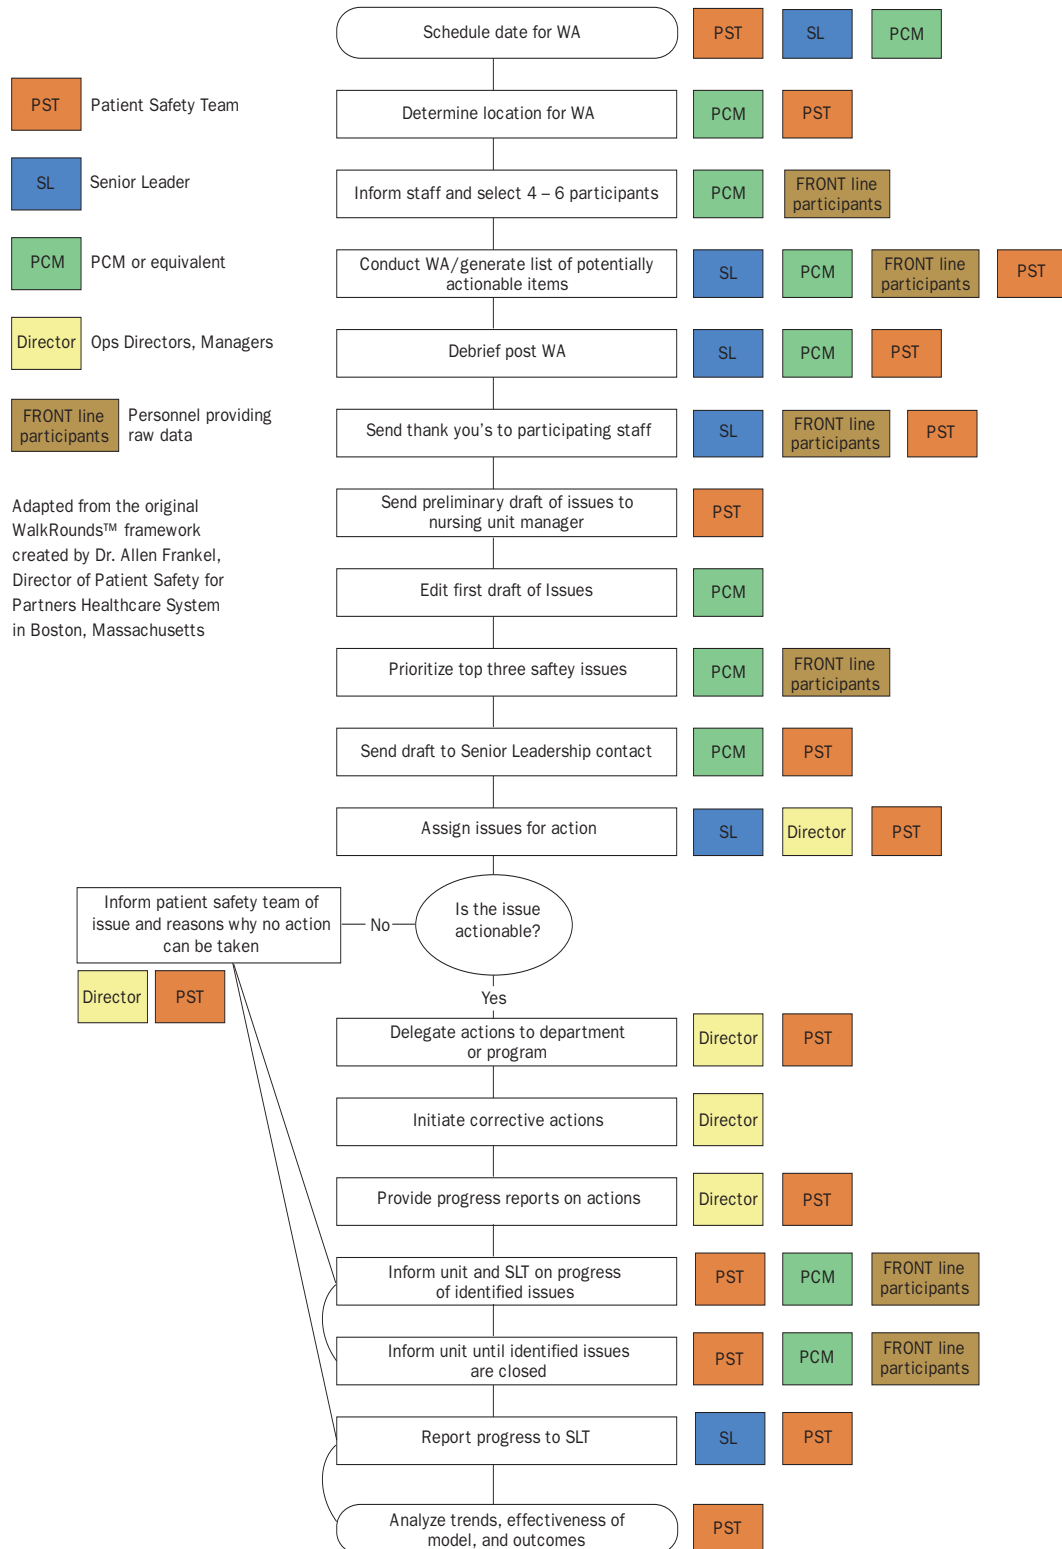 Schedule date for WA
PST
SL
PCM
PST
Patient Safety Team
Determine location for WA
PCM
PST
SL
Senior Leader
Inform staff and select 4 – 6 participants
PCM
FRONT line
participants
PCM
PCM or equivalent
Conduct WA/generate list of potentially
actionable items
SL
PCM
FRONT line
participants
PST
Director
Ops Directors, Managers
Debrief post WA
SL
PCM
PST
FRONT line
participants
Personnel providing
raw data
Send thank you's to participating staff
SL
FRONT line
participants
PST
Adapted from the original
WalkRounds™ framework
created by Dr. Allen Frankel,
Director of Patient Safety for
Partners Healthcare System
in Boston, Massachusetts
Send preliminary draft of issues to
nursing unit manager
PST
Edit first draft of Issues
PCM
Prioritize top three saftey issues
PCM
FRONT line
participants
Send draft to Senior Leadership contact
PCM
PST
Assign issues for action
SL
Director
PST
Is the issue
actionable?
No
Inform patient safety team of
issue and reasons why no action
can be taken
Director
PST
Yes
Delegate actions to department
or program
Director
PST
Initiate corrective actions
Director
Provide progress reports on actions
Director
PST
Inform unit and SLT on progress
of identified issues
PST
PCM
FRONT line
participants
Inform unit until identified issues
are closed
PST
PCM
FRONT line
participants
Report progress to SLT
SL
PST
Analyze trends, effectiveness of
model, and outcomes
PST